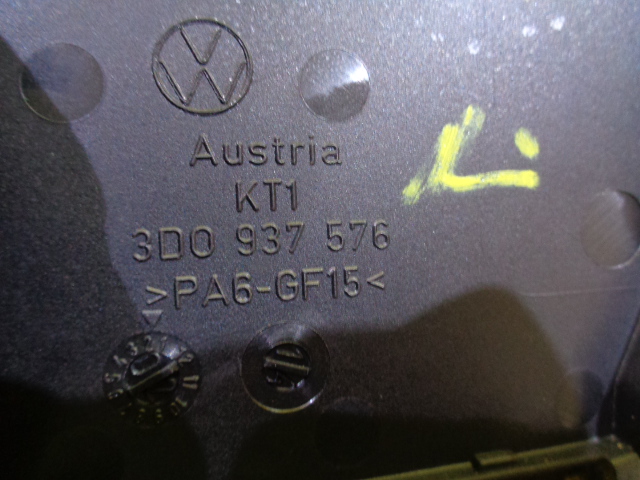 Austria
KT1
3D0 937 576
>PA6-GF15<